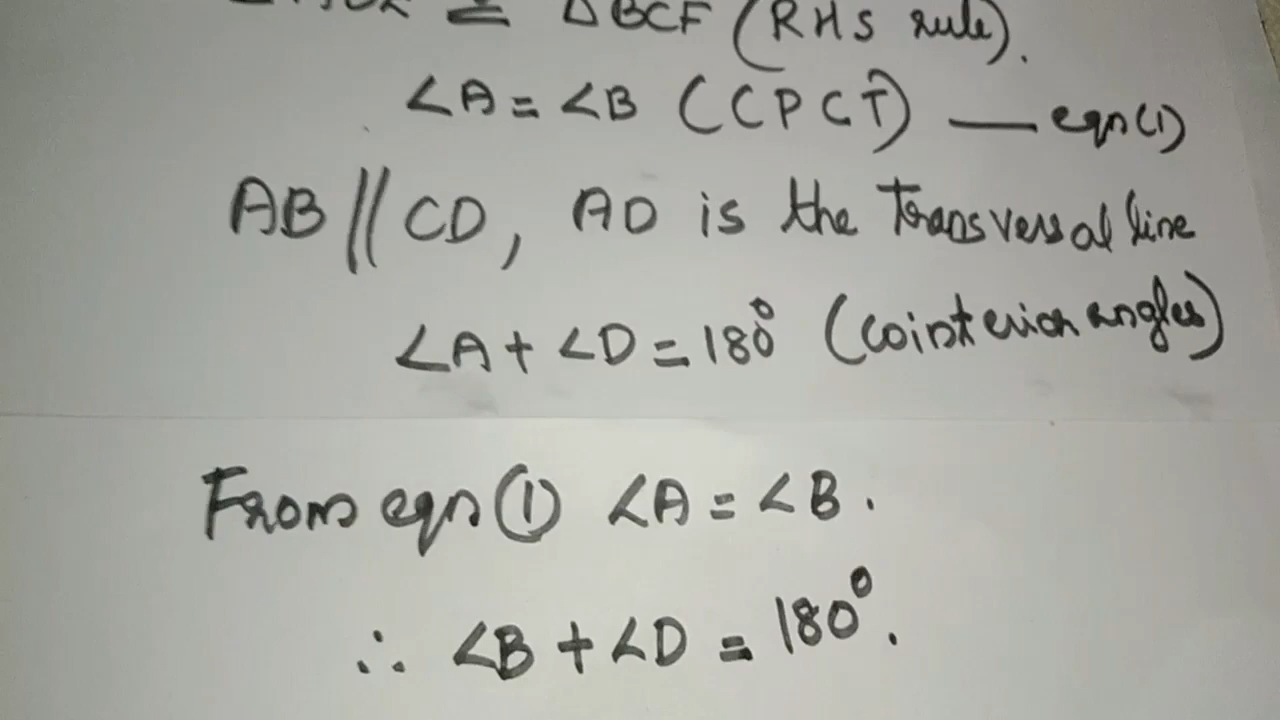 ≅ ΔBCF (RHS rule).
∠A = ∠B (CPCT) — eqn(1)
AB || CD, AD is the Transversal line
∠A + ∠D = 180° (cointerior angles)
From eqn (1) ∠A = ∠B.
∴ ∠B + ∠D = 180°.